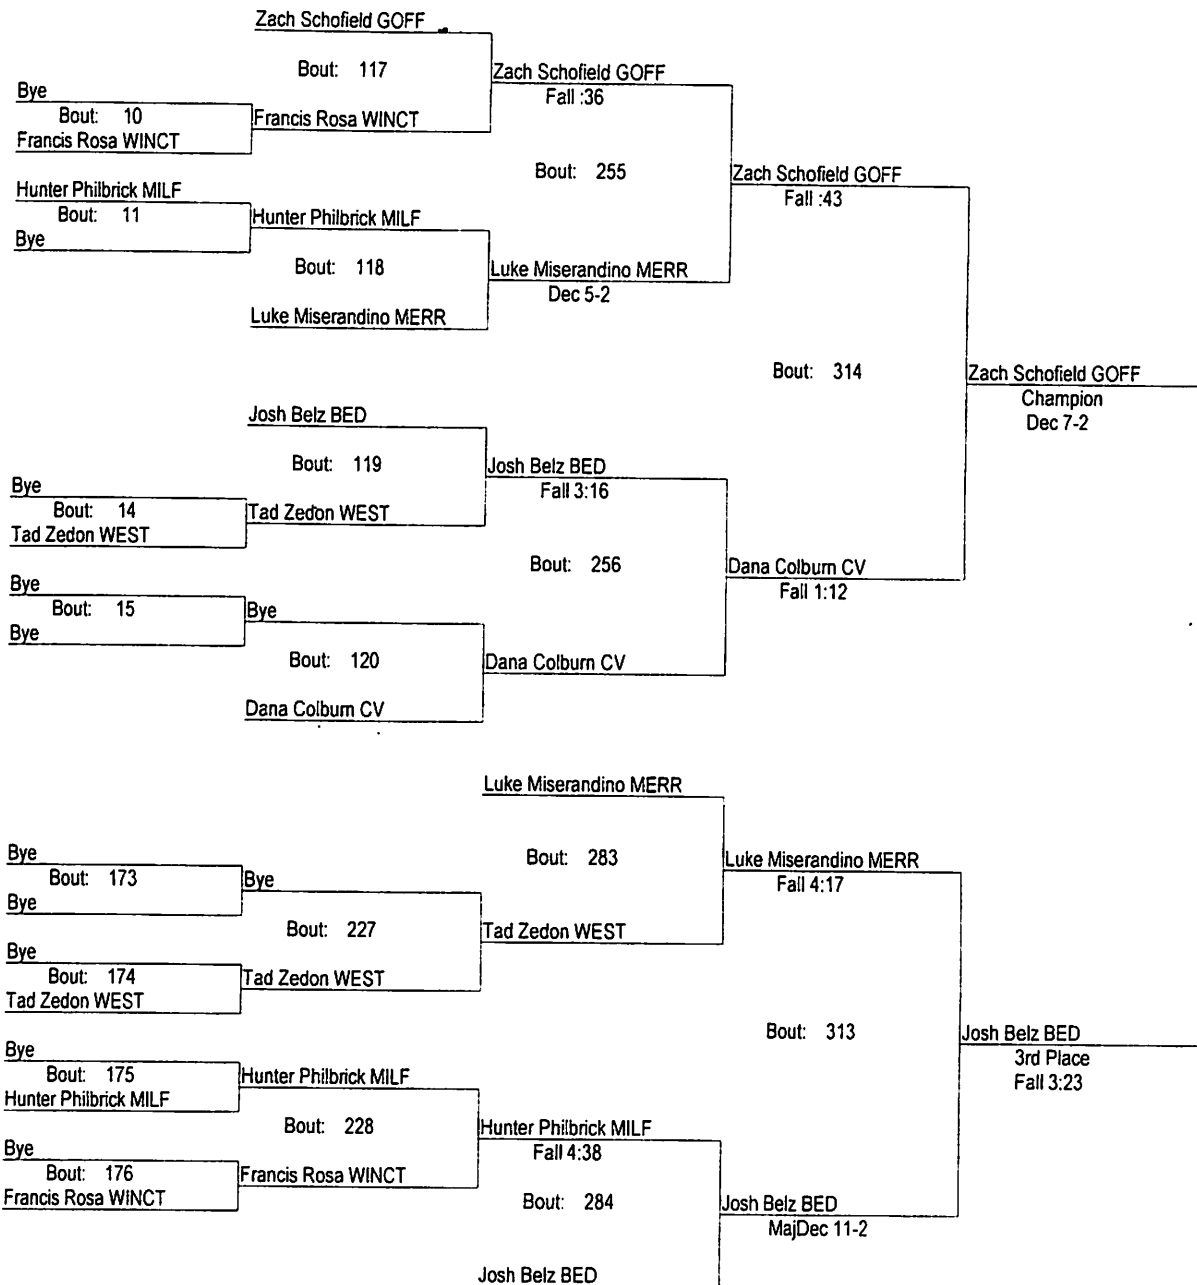 Zach Schofield GOFF
Bout: 117
Zach Schofield GOFF
Fall :36
Bye
Bout: 10
Francis Rosa WINCT
Francis Rosa WINCT
Bout: 255
Zach Schofield GOFF
Fall :43
Hunter Philbrick MILF
Bout: 11
Hunter Philbrick MILF
Bye
Bout: 118
Luke Miserandino MERR
Dec 5-2
Luke Miserandino MERR
Bout: 314
Zach Schofield GOFF
Champion
Dec 7-2
Josh Belz BED
Bout: 119
Josh Belz BED
Fall 3:16
Bye
Bout: 14
Tad Zedon WEST
Tad Zedon WEST
Bout: 256
Dana Colburn CV
Fall 1:12
Bye
Bout: 15
Bye
Bye
Bout: 120
Dana Colburn CV
Dana Colburn CV
Luke Miserandino MERR
Bout: 283
Luke Miserandino MERR
Fall 4:17
Bye
Bout: 173
Bye
Bye
Bout: 227
Tad Zedon WEST
Bye
Bout: 174
Tad Zedon WEST
Tad Zedon WEST
Bout: 313
Josh Belz BED
3rd Place
Fall 3:23
Bye
Bout: 175
Hunter Philbrick MILF
Hunter Philbrick MILF
Bout: 228
Hunter Philbrick MILF
Fall 4:38
Bye
Bout: 176
Francis Rosa WINCT
Francis Rosa WINCT
Bout: 284
Josh Belz BED
MajDec 11-2
Josh Belz BED